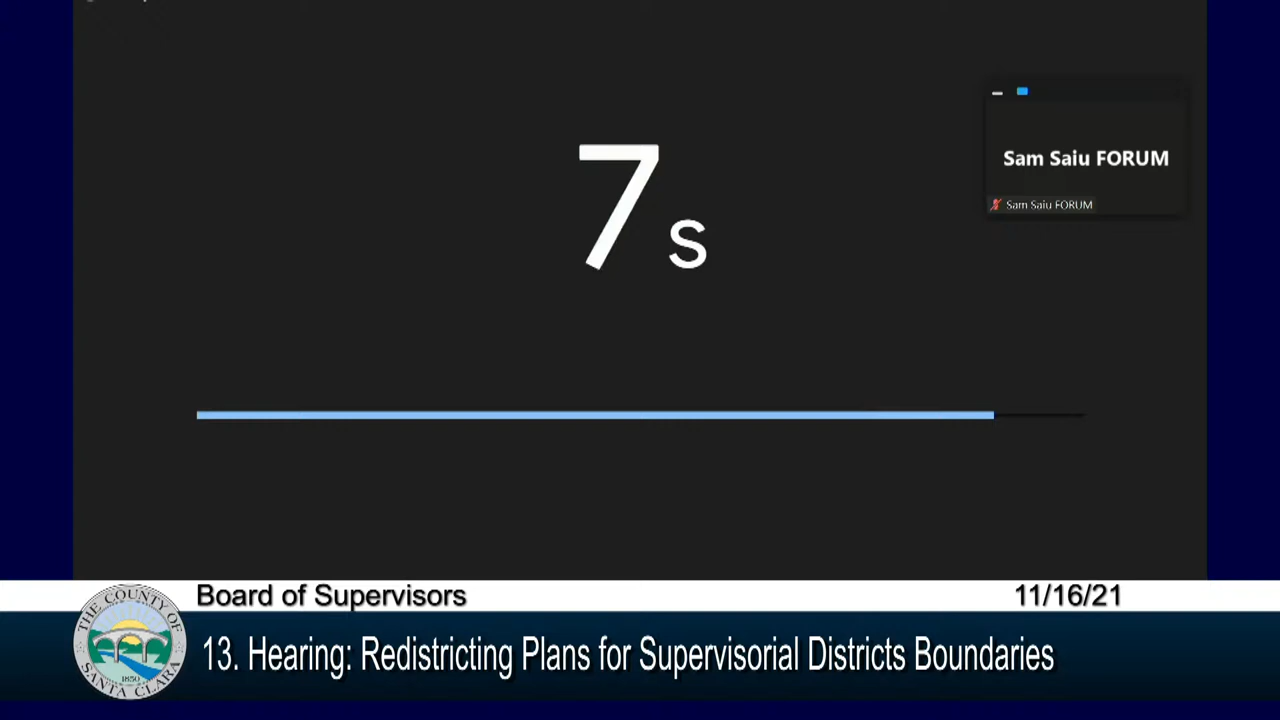 7 s
Sam Saiu FORUM
Sam Saiu FORUM
Board of Supervisors
11/16/21
THE COUNTY OF
SANTA CLARA
1850
13. Hearing: Redistricting Plans for Supervisorial Districts Boundaries